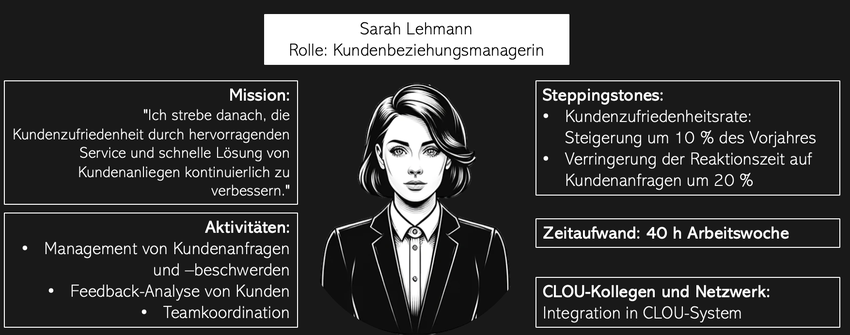 Sarah Lehmann
Rolle: Kundenbeziehungsmanagerin
Mission:
"Ich strebe danach, die
Kundenzufriedenheit durch hervorragenden
Service und schnelle Lösung von
Kundenanliegen kontinuierlich zu
verbessern."
Aktivitäten:
• Management von Kundenanfragen
und –beschwerden
• Feedback-Analyse von Kunden
• Teamkoordination
Steppingstones:
• Kundenzufriedenheitsrate:
Steigerung um 10 % des Vorjahres
• Verringerung der Reaktionszeit auf
Kundenanfragen um 20 %
Zeitaufwand: 40 h Arbeitswoche
CLOU-Kollegen und Netzwerk:
Integration in CLOU-System